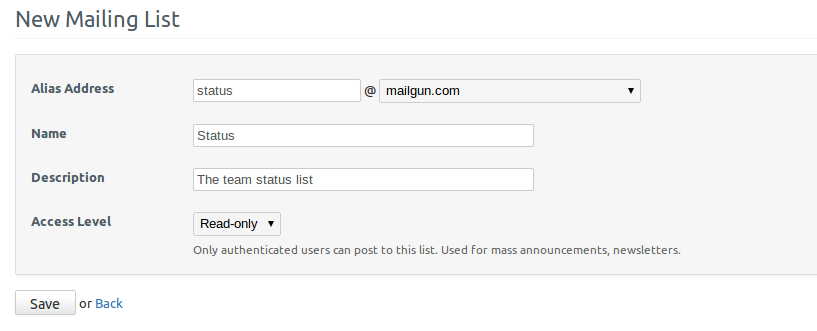 New Mailing List
Alias Address status @ mailgun.com
Name Status
Description The team status list
Access Level Read-only
Only authenticated users can post to this list. Used for mass announcements, newsletters.
Save or Back